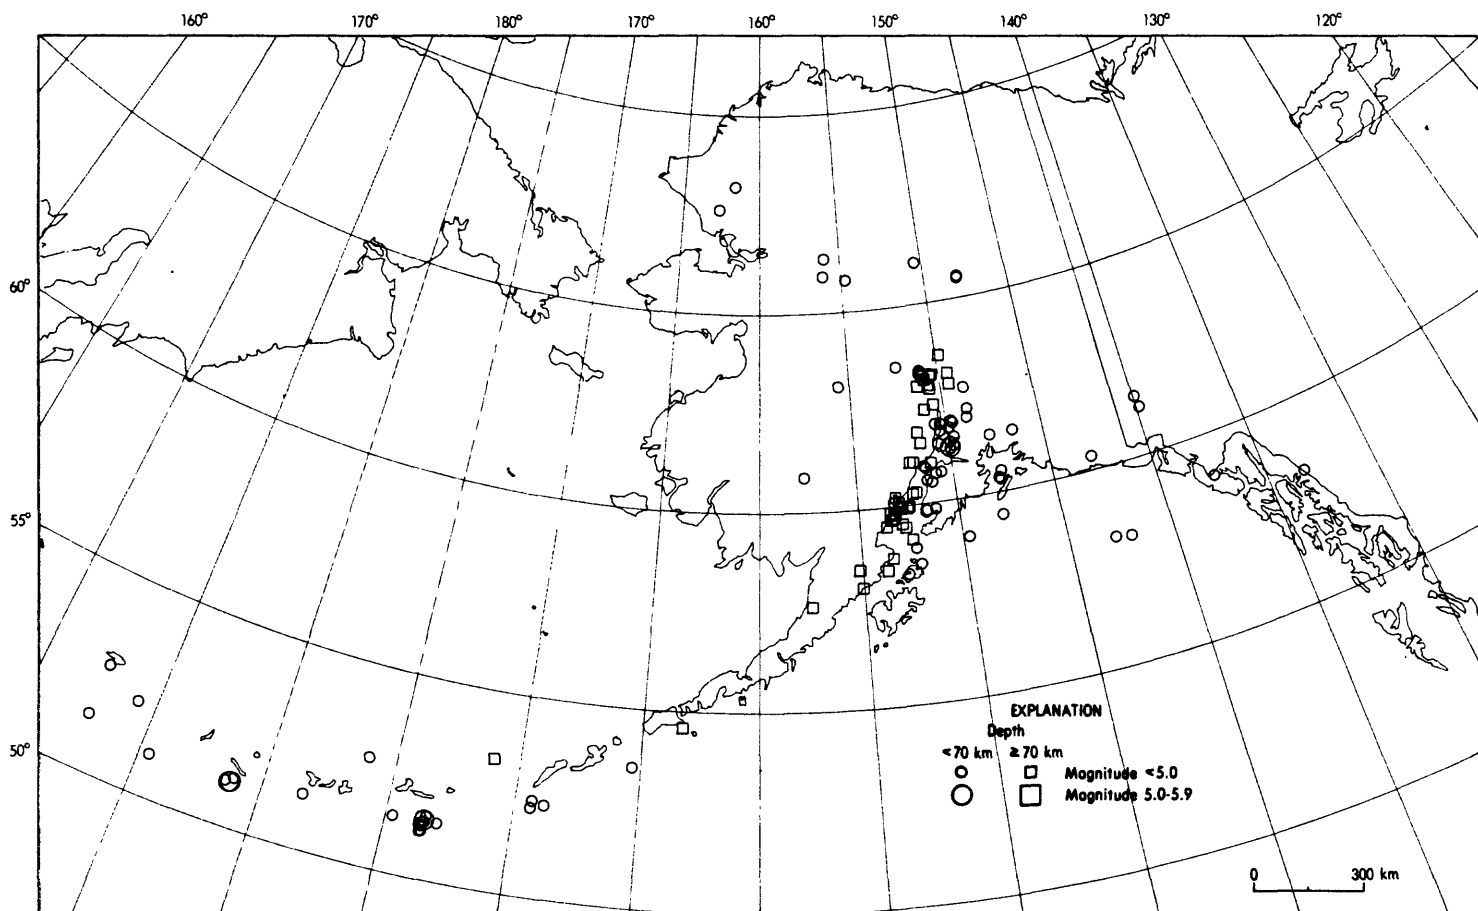 160° 170° 180° 170° 160° 150° 140° 130° 120°
60°
55°
50°
EXPLANATION
Depth
<70 km ≥70 km
Magnitude <5.0
Magnitude 5.0-5.9
0 300 km